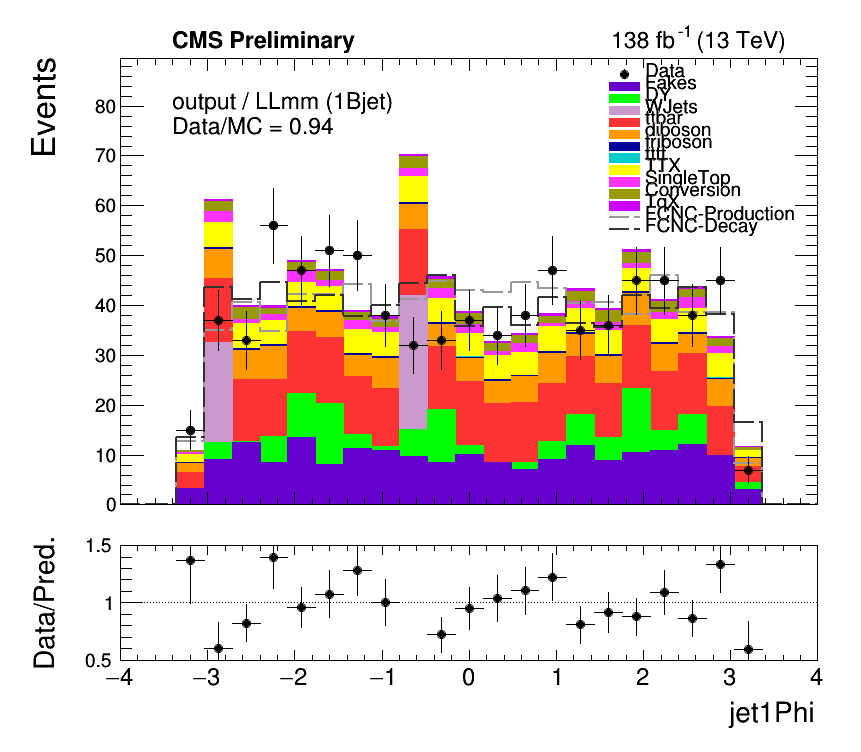 CMS Preliminary 138 fb⁻¹ (13 TeV)
Events
output / LLmm (1Bjet)
Data/MC = 0.94
Data
Fakes
DY
WJets
ttbar
diboson
triboson
tttt
TTX
SingleTop
Conversion
TqX
FCNC-Production
FCNC-Decay
80
70
60
50
40
30
20
10
0
Data/Pred.
1.5
1
0.5
−4 −3 −2 −1 0 1 2 3 4
jet1Phi